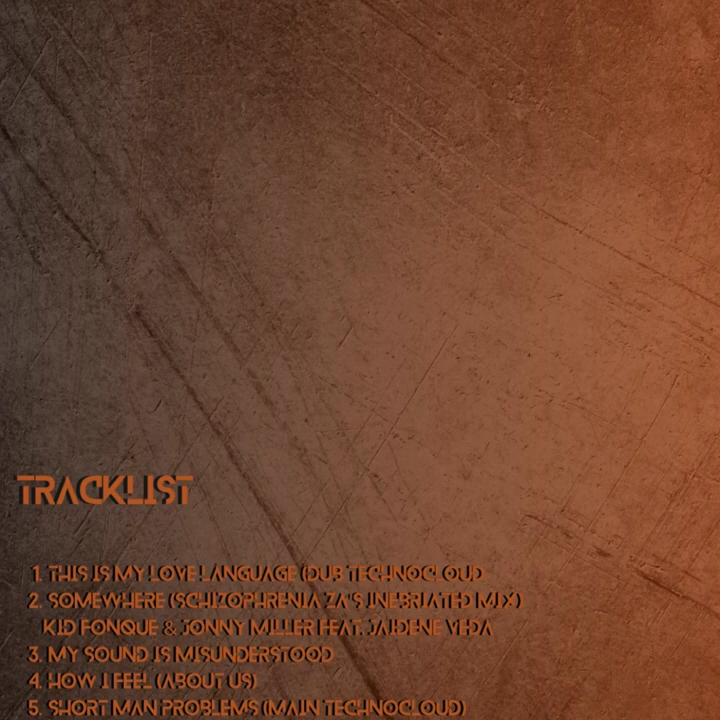 TRACKLIST
1. THIS IS MY LOVE LANGUAGE (DUB TECHNOCLOUD
2. SOMEWHERE (SCHIZOPHRENIA ZA'S INEBRIATED MIX)
KID FONQUE & JONNY MILLER FEAT. JAIDENE VEDA
3. MY SOUND IS MISUNDERSTOOD
4. HOW I FEEL (ABOUT US)
5. SHORT MAN PROBLEMS (MAIN TECHNOCLOUD)